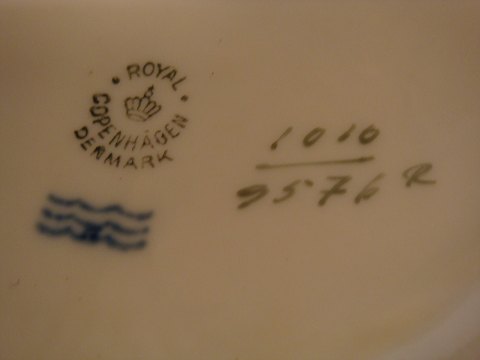 ROYAL
COPENHAGEN
DENMARK
1010
9576 R